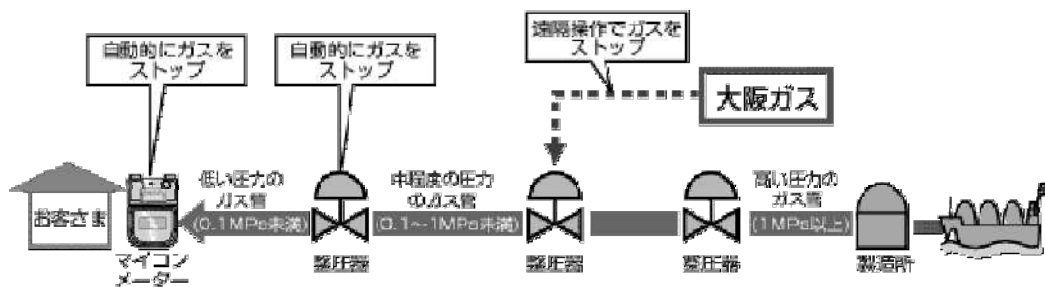 自動的にガスを
ストップ
自動的にガスを
ストップ
遠隔操作でガスを
ストップ
大阪ガス
お客さま
マイコン
メーター
低い圧力の
ガス管
(0.1MPa未満)
整圧器
中程度の圧力
のガス管
(0.1〜1MPa未満)
整圧器
整圧器
高い圧力の
ガス管
(1MPa以上)
製造所